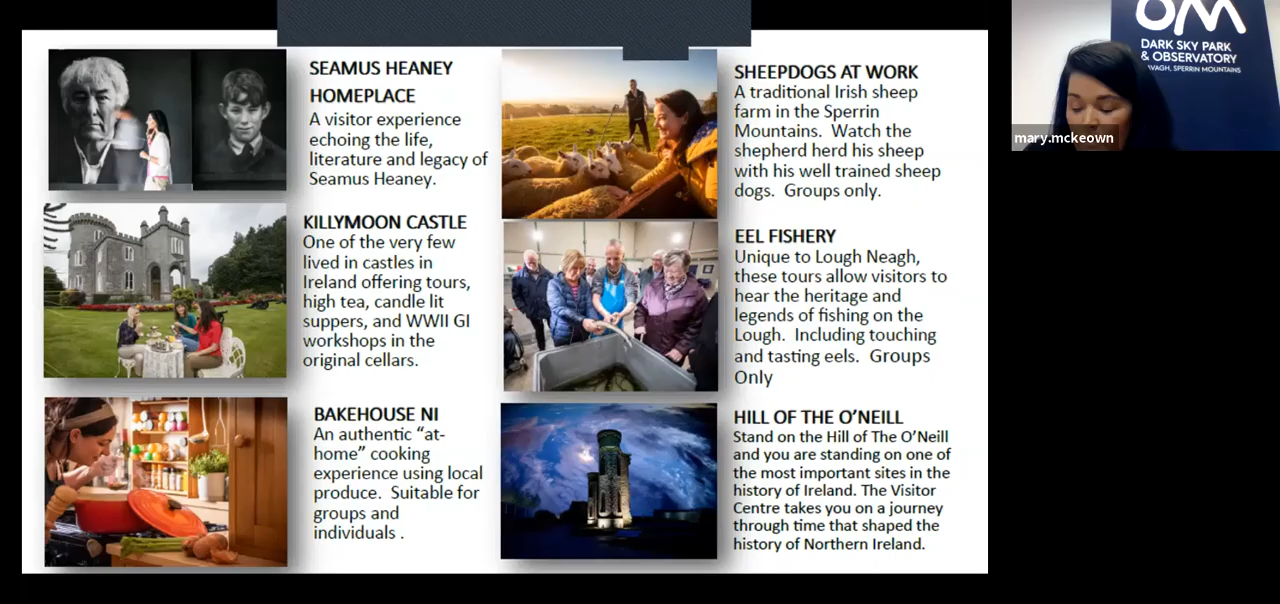 SEAMUS HEANEY
HOMEPLACE
A visitor experience
echoing the life,
literature and legacy of
Seamus Heaney.
KILLYMOON CASTLE
One of the very few
lived in castles in
Ireland offering tours,
high tea, candle lit
suppers, and WWII GI
workshops in the
original cellars.
BAKEHOUSE NI
An authentic “at-
home” cooking
experience using local
produce.  Suitable for
groups and
individuals .
SHEEPDOGS AT WORK
A traditional Irish sheep
farm in the Sperrin
Mountains.  Watch the
shepherd herd his sheep
with his well trained sheep
dogs.  Groups only.
EEL FISHERY
Unique to Lough Neagh,
these tours allow visitors to
hear the heritage and
legends of fishing on the
Lough.  Including touching
and tasting eels.  Groups
Only
HILL OF THE O’NEILL
Stand on the Hill of The O’Neill
and you are standing on one of
the most important sites in the
history of Ireland. The Visitor
Centre takes you on a journey
through time that shaped the
history of Northern Ireland.
OM
DARK SKY PARK
& OBSERVATORY
SPERRIN MOUNTAINS
mary.mckeown